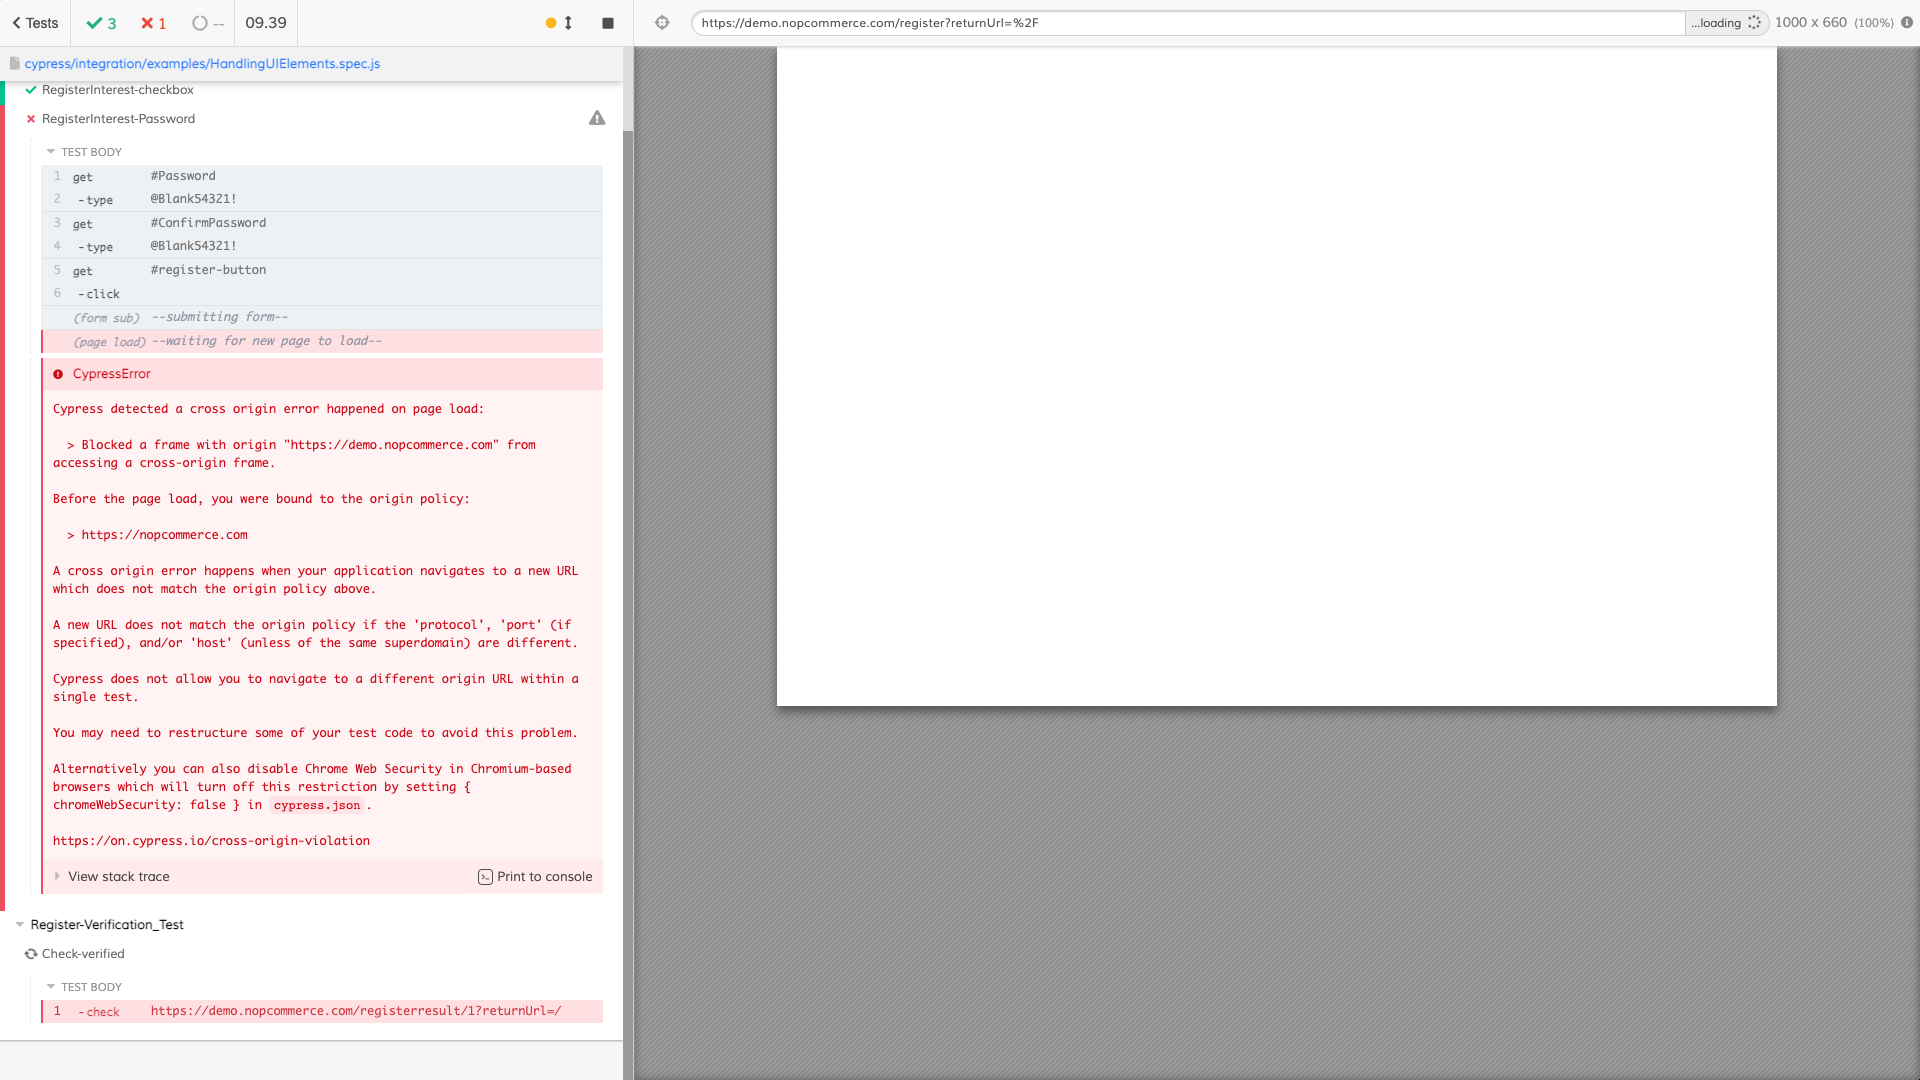 Tests
3
1
--
09.39
https://demo.nopcommerce.com/register?returnUrl=%2F
...loading
1000 x 660 (100%)
cypress/integration/examples/HandlingUIElements.spec.js
RegisterInterest-checkbox
RegisterInterest-Password
TEST BODY
1 get #Password
2 -type @Blank54321!
3 get #ConfirmPassword
4 -type @Blank54321!
5 get #register-button
6 -click
(form sub) --submitting form--
(page load) --waiting for new page to load--
CypressError
Cypress detected a cross origin error happened on page load:
> Blocked a frame with origin "https://demo.nopcommerce.com" from
accessing a cross-origin frame.
Before the page load, you were bound to the origin policy:
> https://nopcommerce.com
A cross origin error happens when your application navigates to a new URL
which does not match the origin policy above.
A new URL does not match the origin policy if the 'protocol', 'port' (if
specified), and/or 'host' (unless of the same superdomain) are different.
Cypress does not allow you to navigate to a different origin URL within a
single test.
You may need to restructure some of your test code to avoid this problem.
Alternatively you can also disable Chrome Web Security in Chromium-based
browsers which will turn off this restriction by setting {
chromeWebSecurity: false } in cypress.json.
https://on.cypress.io/cross-origin-violation
View stack trace
Print to console
Register-Verification_Test
Check-verified
TEST BODY
1 -check https://demo.nopcommerce.com/registerresult/1?returnUrl=/